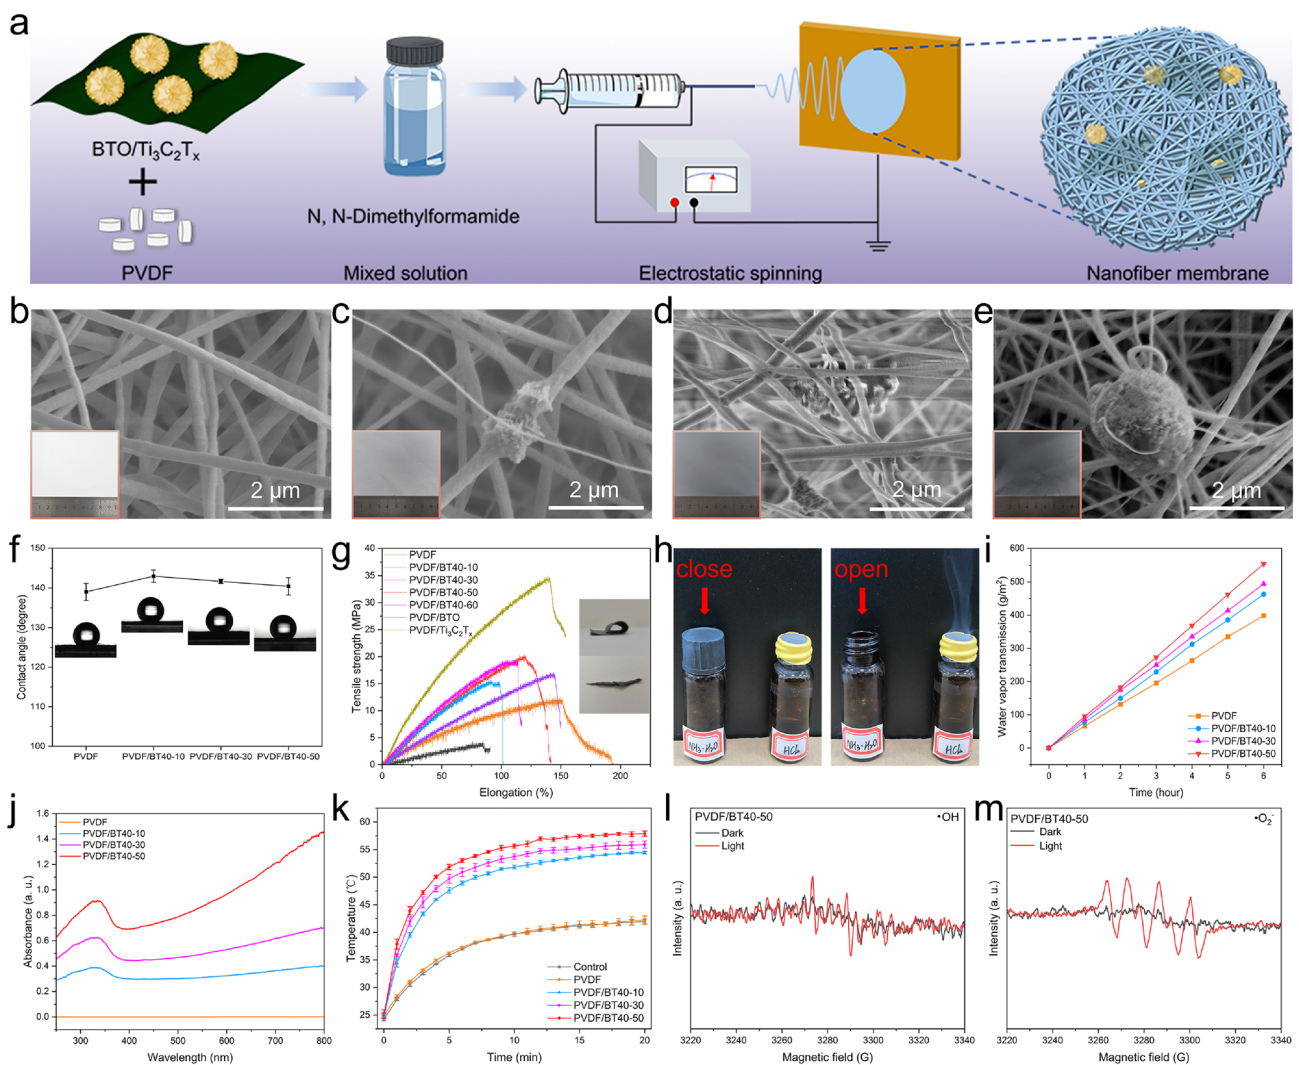 a
BTO/Ti3C2Tx
+
PVDF
N, N-Dimethylformamide
Mixed solution
Electrostatic spinning
Nanofiber membrane
b
2 μm
c
2 μm
d
2 μm
e
2 μm
f
150
140
130
120
110
100
Contact angle (degree)
PVDF
PVDF/BT40-10
PVDF/BT40-30
PVDF/BT40-50
g
40
35
30
25
20
15
10
5
0
Tensile strength (MPa)
PVDF
PVDF/BT40-10
PVDF/BT40-30
PVDF/BT40-50
PVDF/BT40-60
PVDF/BTO
PVDF/Ti3C2Tx
0
50
100
150
200
Elongation (%)
h
close
open
NH3·H2O
HCl
NH3·H2O
HCl
i
600
500
400
300
200
100
0
Water vapor transmission (g/m2)
PVDF
PVDF/BT40-10
PVDF/BT40-30
PVDF/BT40-50
0
1
2
3
4
5
6
Time (hour)
j
1.6
1.4
1.2
1.0
0.8
0.6
0.4
0.2
0.0
Absorbance (a. u.)
PVDF
PVDF/BT40-10
PVDF/BT40-30
PVDF/BT40-50
300
400
500
600
700
800
Wavelength (nm)
k
60
55
50
45
40
35
30
25
Temperature (℃)
Control
PVDF
PVDF/BT40-10
PVDF/BT40-30
PVDF/BT40-50
0
5
10
15
20
Time (min)
l
PVDF/BT40-50
•OH
Dark
Light
Intensity (a. u.)
3220
3240
3260
3280
3300
3320
3340
Magnetic field (G)
m
PVDF/BT40-50
•O2-
Dark
Light
Intensity (a. u.)
3220
3240
3260
3280
3300
3320
3340
Magnetic field (G)